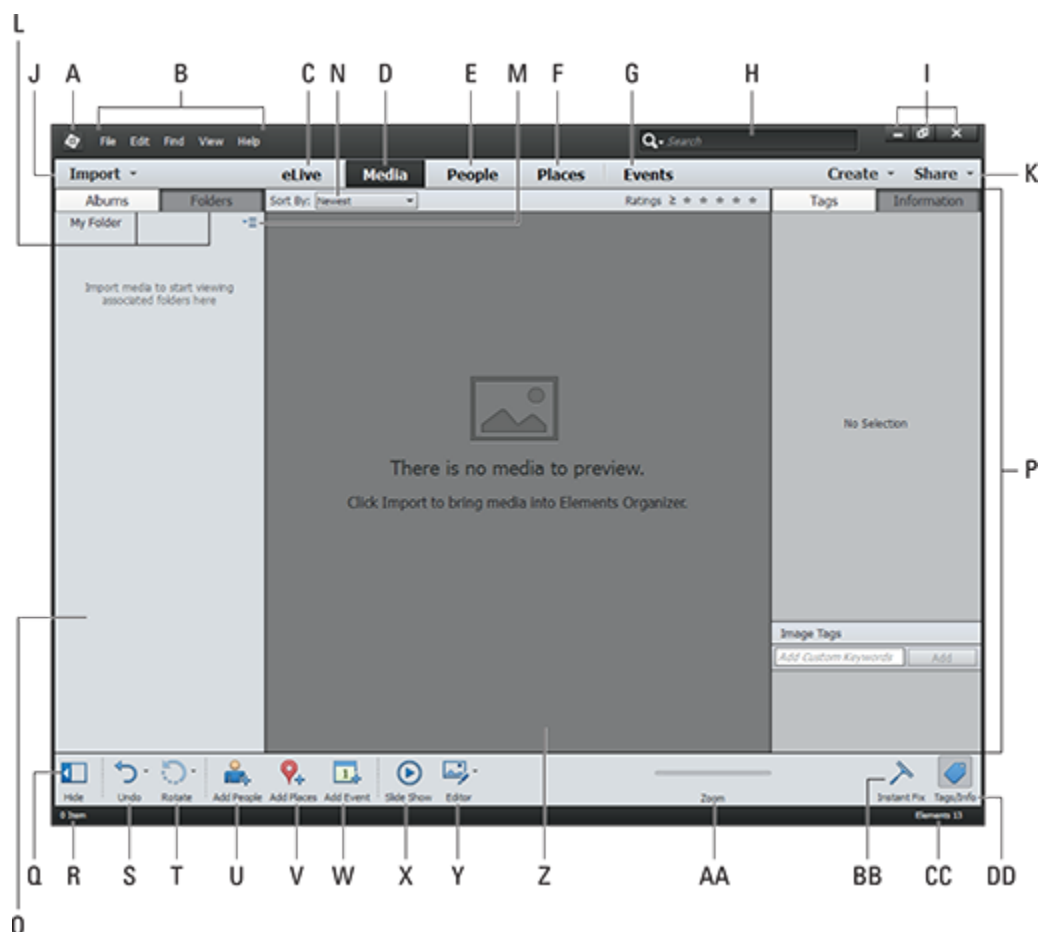 L
J A B C N D E M F G H I
File Edit Find View Help Search
Import eLive Media People Places Events Create Share K
Albums Folders Sort By: Newest Ratings ≥ ★ ★ ★ ★ ★ Tags Information
My Folder
Import media to start viewing
associated folders here
No Selection
There is no media to preview.
P
Click Import to bring media into Elements Organizer.
Image Tags
Add Custom Keywords Add
1
Hide Undo Rotate Add People Add Places Add Event Slide Show Editor Zoom Instant Fix Tags/Info
0 Item Elements 13
Q R S T U V W X Y Z AA BB CC DD
O